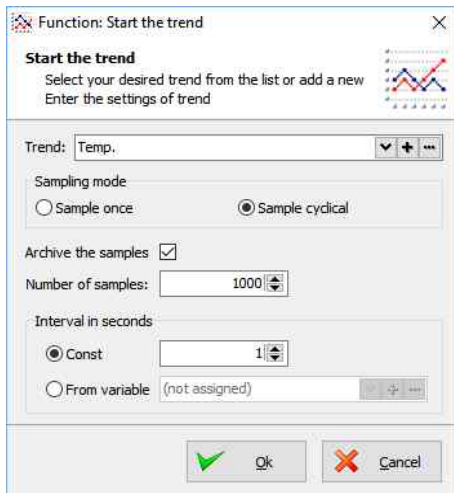 Function: Start the trend
Start the trend
Select your desired trend from the list or add a new
Enter the settings of trend
Trend: Temp.
Sampling mode
Sample once Sample cyclical
Archive the samples
Number of samples: 1000
Interval in seconds
Const 1
From variable (not assigned)
Ok Cancel